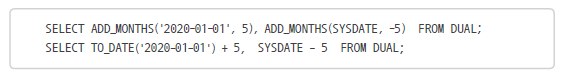 SELECT ADD_MONTHS('2020-01-01', 5), ADD_MONTHS(SYSDATE, -5)  FROM DUAL;
SELECT TO_DATE('2020-01-01') + 5,  SYSDATE - 5  FROM DUAL;